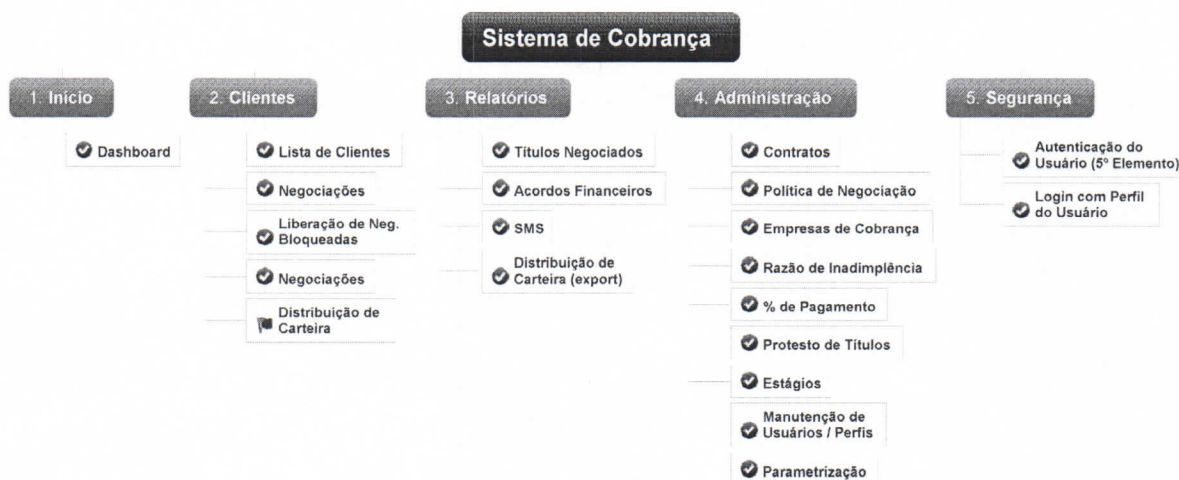 Sistema de Cobrança
1. Início
Dashboard
2. Clientes
Lista de Clientes
Negociações
Liberação de Neg.
Bloqueadas
Negociações
Distribuição de
Carteira
3. Relatórios
Títulos Negociados
Acordos Financeiros
SMS
Distribuição de
Carteira (export)
4. Administração
Contratos
Política de Negociação
Empresas de Cobrança
Razão de Inadimplência
% de Pagamento
Protesto de Títulos
Estágios
Manutenção de
Usuários / Perfis
Parametrização
5. Segurança
Autenticação do
Usuário (5º Elemento)
Login com Perfil
do Usuário